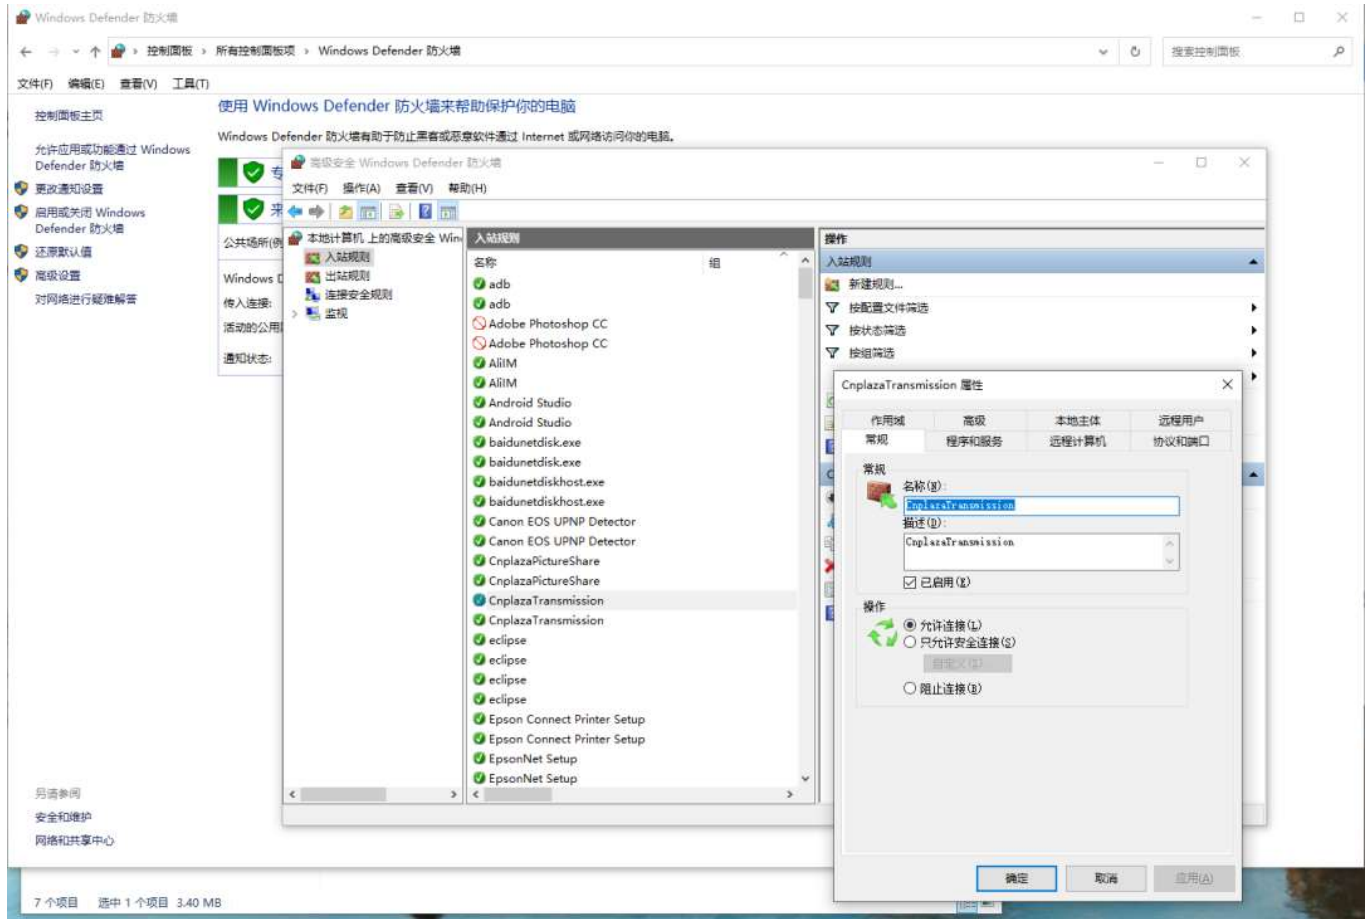 Windows Defender 防火墙
控制面板 › 所有控制面板项 › Windows Defender 防火墙
搜索控制面板
文件(F) 编辑(E) 查看(V) 工具(T)
控制面板主页
允许应用或功能通过 Windows
Defender 防火墙
更改通知设置
启用或关闭 Windows
Defender 防火墙
还原默认值
高级设置
对网络进行疑难解答
另请参阅
安全和维护
网络和共享中心
使用 Windows Defender 防火墙来帮助保护你的电脑
Windows Defender 防火墙有助于防止黑客或恶意软件通过 Internet 或网络访问你的电脑。
专
来
公共场所(例
Windows D
传入连接:
活动的公用
通知状态:
高级安全 Windows Defender 防火墙
文件(F) 操作(A) 查看(V) 帮助(H)
本地计算机 上的高级安全 Win
入站规则
出站规则
连接安全规则
监视
入站规则
名称 组
adb
adb
Adobe Photoshop CC
Adobe Photoshop CC
AliIM
AliIM
Android Studio
Android Studio
baidunetdisk.exe
baidunetdisk.exe
baidunetdiskhost.exe
baidunetdiskhost.exe
Canon EOS UPNP Detector
Canon EOS UPNP Detector
CnplazaPictureShare
CnplazaPictureShare
CnplazaTransmission
CnplazaTransmission
eclipse
eclipse
eclipse
eclipse
Epson Connect Printer Setup
Epson Connect Printer Setup
EpsonNet Setup
EpsonNet Setup
操作
入站规则
新建规则...
按配置文件筛选
按状态筛选
按组筛选
CnplazaTransmission 属性
作用域 高级 本地主体 远程用户
常规 程序和服务 远程计算机 协议和端口
常规
名称(N):
CnplazaTransmission
描述(D):
CnplazaTransmission
已启用(E)
操作
允许连接(L)
只允许安全连接(S)
自定义(Z)
阻止连接(B)
确定 取消 应用(A)
7 个项目 选中 1 个项目 3.40 MB